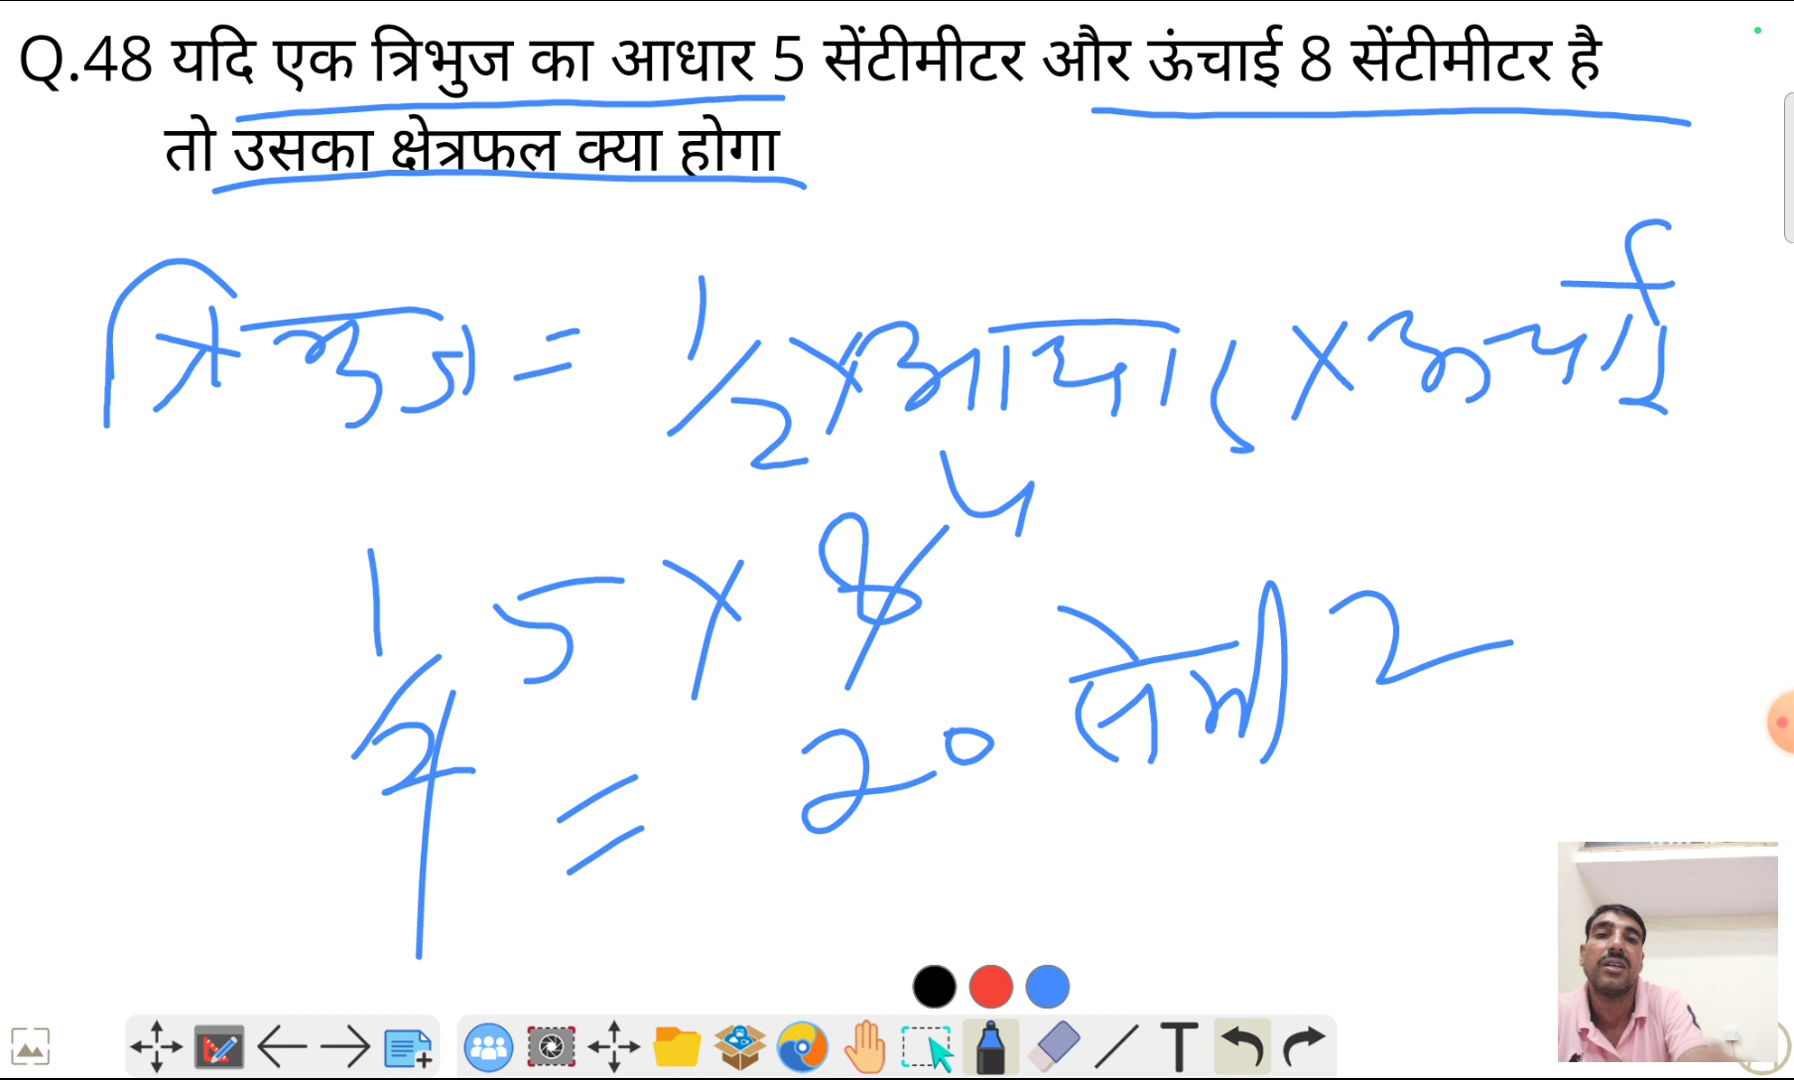 Q.48 यदि एक त्रिभुज का आधार 5 सेंटीमीटर और ऊंचाई 8 सेंटीमीटर है
तो उसका क्षेत्रफल क्या होगा
त्रिभुज = 1/2 × आधार × ऊंचाई
4
1/2 5 × 8
= 20 सेमी 2
T